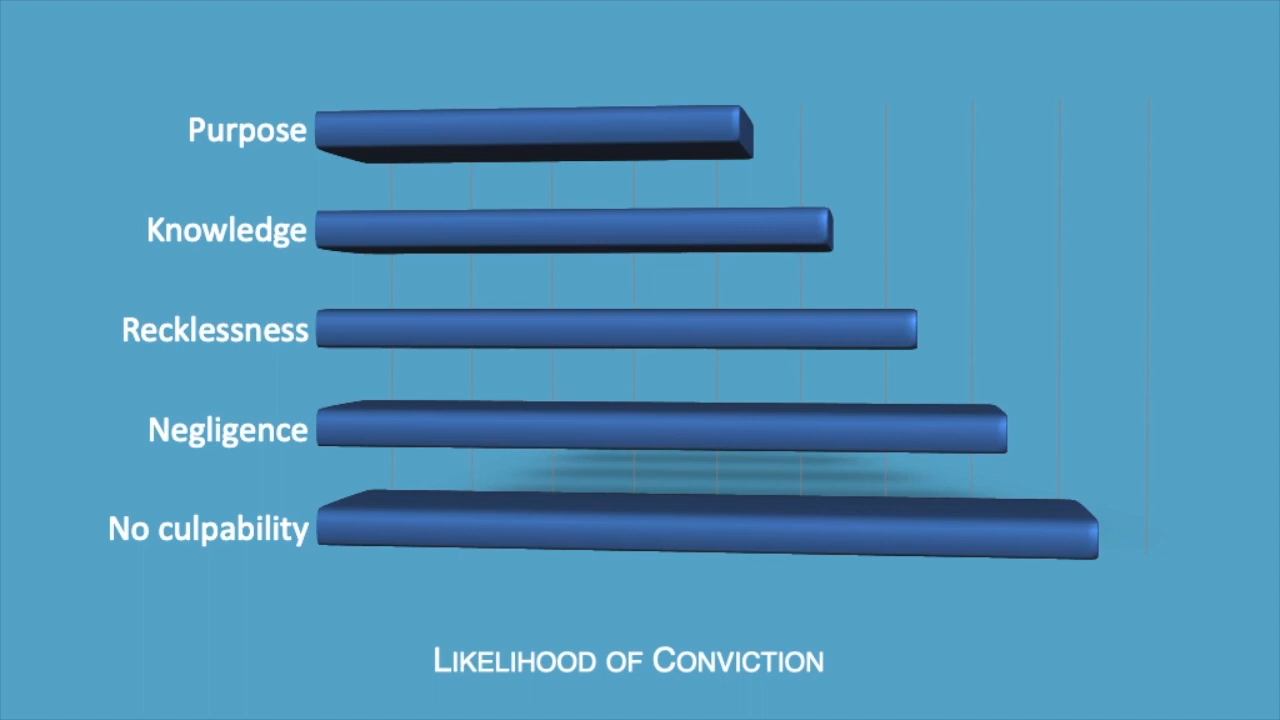 Purpose
Knowledge
Recklessness
Negligence
No culpability
LIKELIHOOD OF CONVICTION